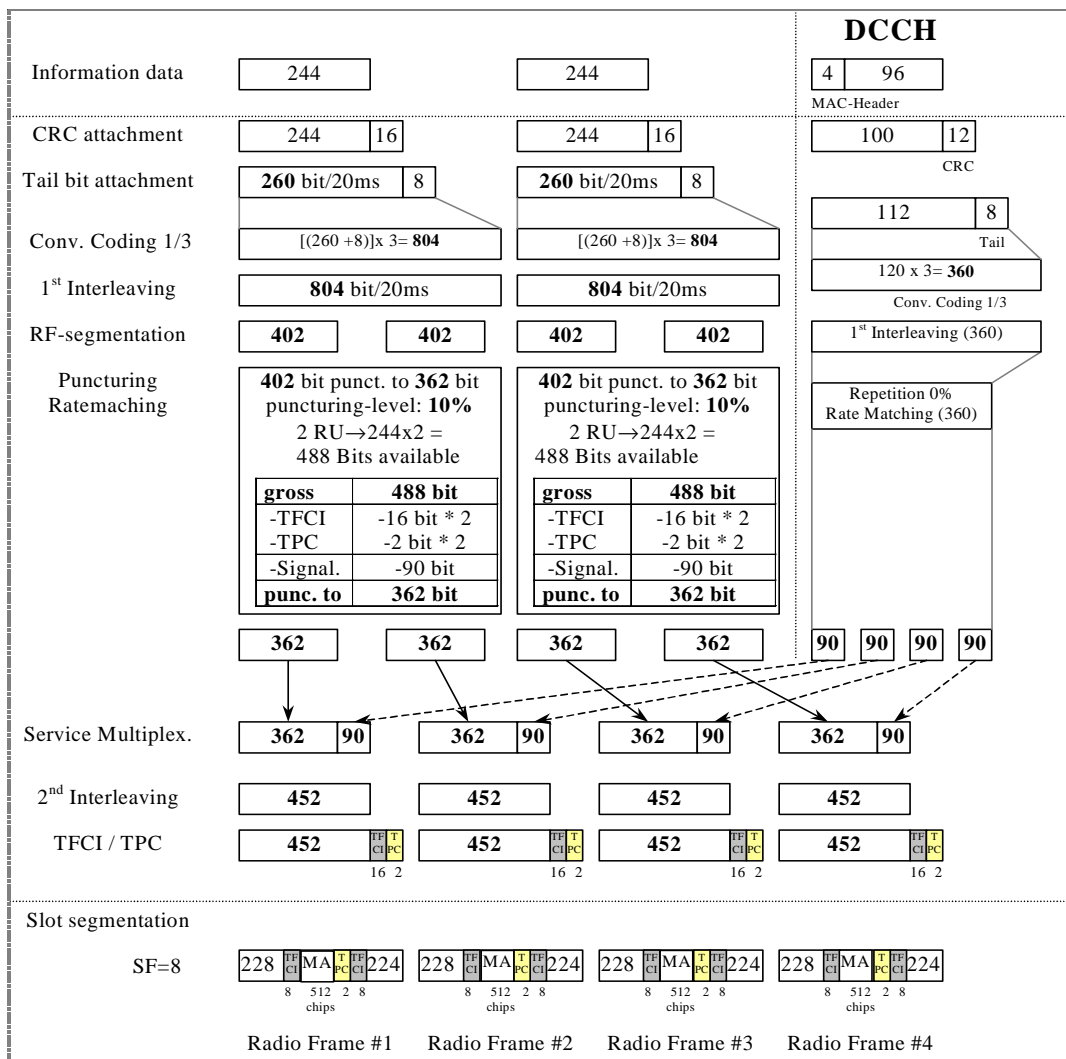 DCCH
Information data 244 244 4 96
MAC-Header
CRC attachment 244 16 244 16 100 12
CRC
Tail bit attachment 260 bit/20ms 8 260 bit/20ms 8
112 8
Tail
Conv. Coding 1/3 [(260 +8)]x 3= 804 [(260 +8)]x 3= 804
120 x 3= 360
Conv. Coding 1/3
1st Interleaving 804 bit/20ms 804 bit/20ms
RF-segmentation 402 402 402 402 1st Interleaving (360)
Puncturing
Ratemaching
402 bit punct. to 362 bit
puncturing-level: 10%
2 RU→244x2 =
488 Bits available
gross 488 bit
-TFCI -16 bit * 2
-TPC -2 bit * 2
-Signal. -90 bit
punc. to 362 bit
402 bit punct. to 362 bit
puncturing-level: 10%
2 RU→244x2 =
488 Bits available
gross 488 bit
-TFCI -16 bit * 2
-TPC -2 bit * 2
-Signal. -90 bit
punc. to 362 bit
Repetition 0%
Rate Matching (360)
362 362 362 362 90 90 90 90
Service Multiplex. 362 90 362 90 362 90 362 90
2nd Interleaving 452 452 452 452
TFCI / TPC 452 TFCI TPC 452 TFCI TPC 452 TFCI TPC 452 TFCI TPC
16 2 16 2 16 2 16 2
Slot segmentation
SF=8 228 TFCI MA TPC TFCI 224 228 TFCI MA TPC TFCI 224 228 TFCI MA TPC TFCI 224 228 TFCI MA TPC TFCI 224
8 512 2 8 8 512 2 8 8 512 2 8 8 512 2 8
chips chips chips chips
Radio Frame #1 Radio Frame #2 Radio Frame #3 Radio Frame #4